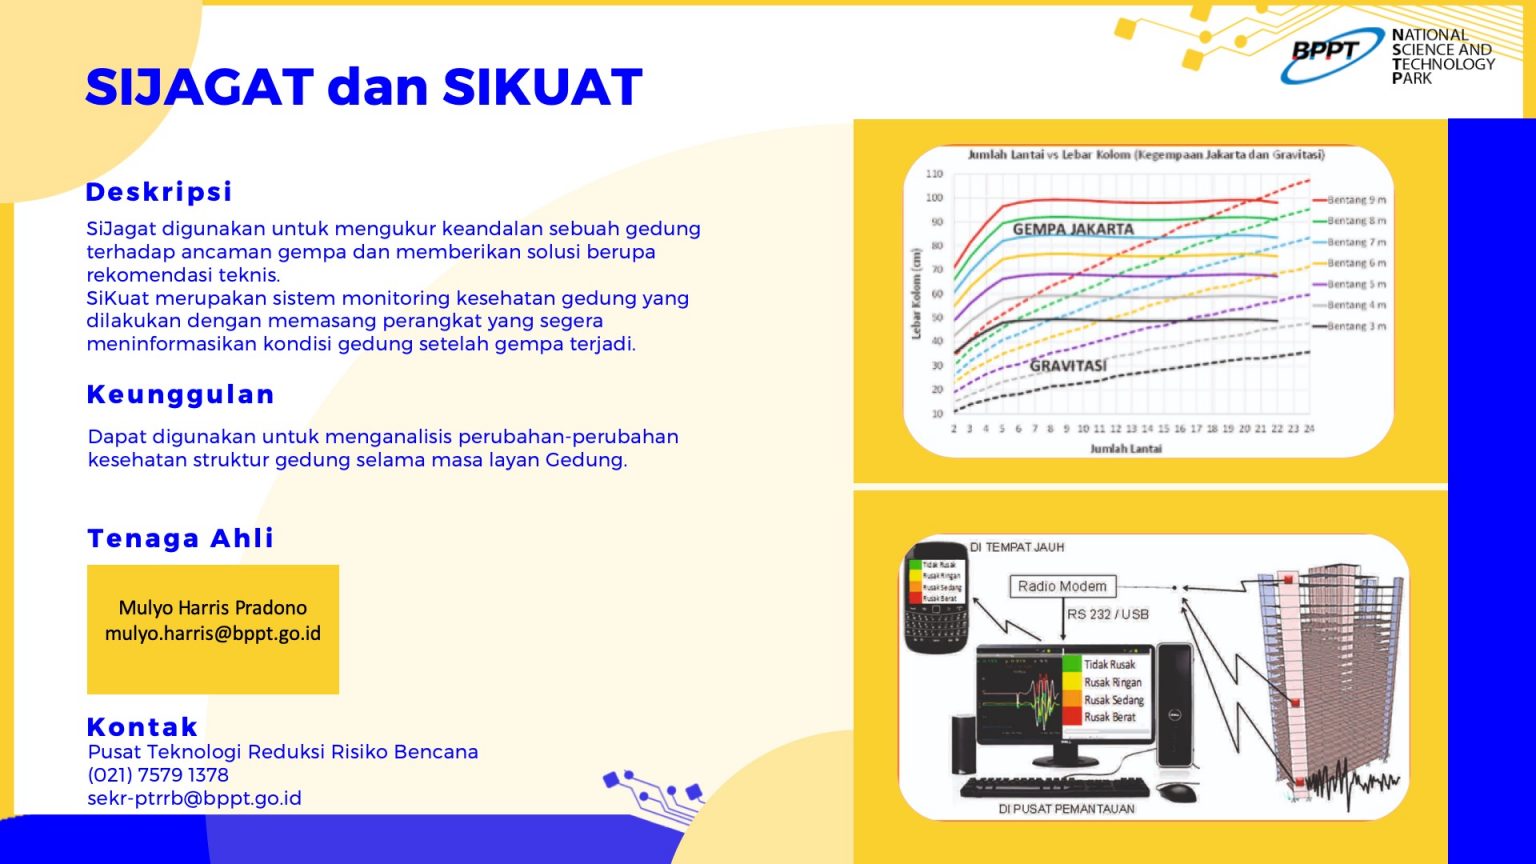 SIJAGAT dan SIKUAT
BPPT
NATIONAL
SCIENCE AND
TECHNOLOGY
PARK
Deskripsi
SiJagat digunakan untuk mengukur keandalan sebuah gedung
terhadap ancaman gempa dan memberikan solusi berupa
rekomendasi teknis.
SiKuat merupakan sistem monitoring kesehatan gedung yang
dilakukan dengan memasang perangkat yang segera
meninformasikan kondisi gedung setelah gempa terjadi.
Keunggulan
Dapat digunakan untuk menganalisis perubahan-perubahan
kesehatan struktur gedung selama masa layan Gedung.
Tenaga Ahli
Mulyo Harris Pradono
mulyo.harris@bppt.go.id
Kontak
Pusat Teknologi Reduksi Risiko Bencana
(021) 7579 1378
sekr-ptrrb@bppt.go.id
Jumlah Lantai vs Lebar Kolom (Kegempaan Jakarta dan Gravitasi)
110
100
90
80
70
60
50
40
30
20
10
Lebar Kolom (cm)
GEMPA JAKARTA
GRAVITASI
Bentang 9 m
Bentang 8 m
Bentang 7 m
Bentang 6 m
Bentang 5 m
Bentang 4 m
Bentang 3 m
2 3 4 5 6 7 8 9 10 11 12 13 14 15 16 17 18 19 20 21 22 23 24
Jumlah Lantai
DI TEMPAT JAUH
Tidak Rusak
Rusak Ringan
Rusak Sedang
Rusak Berat
Radio Modem
RS 232 / USB
Tidak Rusak
Rusak Ringan
Rusak Sedang
Rusak Berat
DELL
DI PUSAT PEMANTAUAN